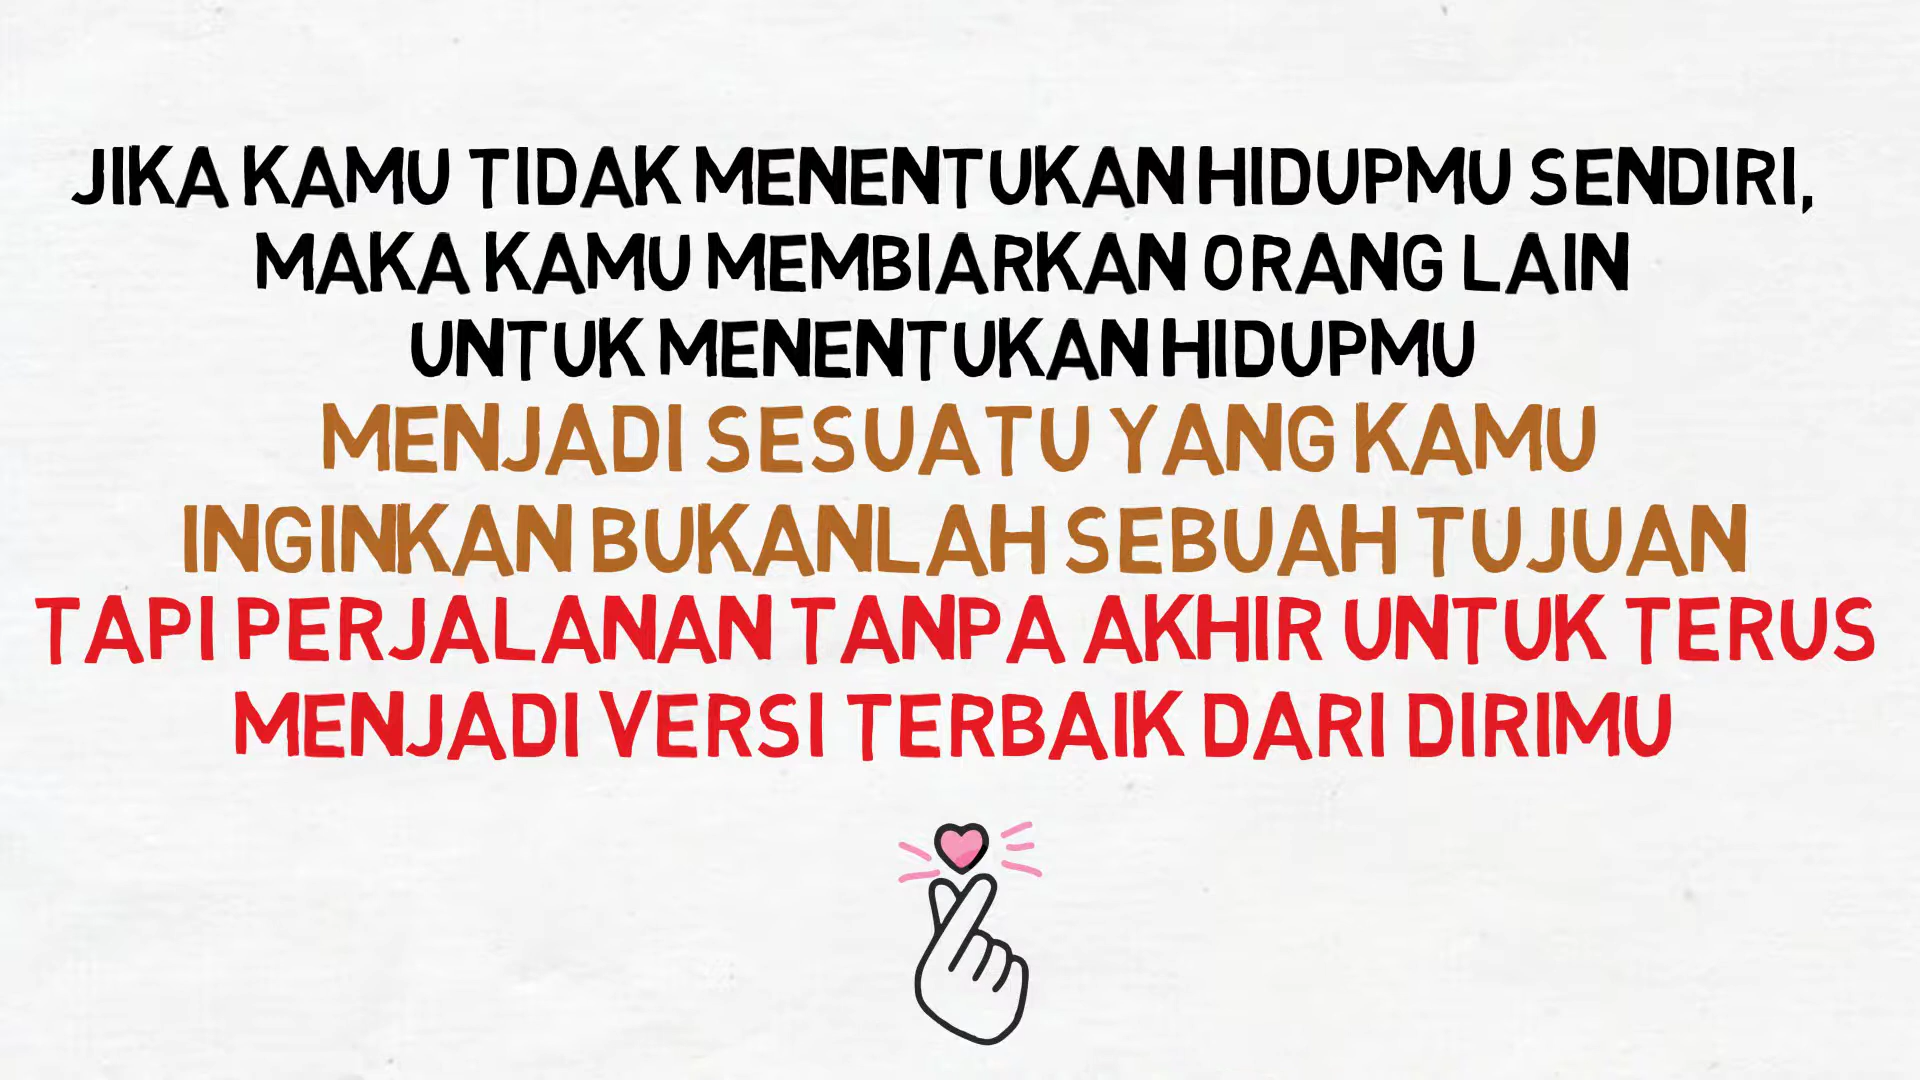 JIKA KAMU TIDAK MENENTUKAN HIDUPMU SENDIRI,
MAKA KAMU MEMBIARKAN ORANG LAIN
UNTUK MENENTUKAN HIDUPMU
MENJADI SESUATU YANG KAMU
INGINKAN BUKANLAH SEBUAH TUJUAN
TAPI PERJALANAN TANPA AKHIR UNTUK TERUS
MENJADI VERSI TERBAIK DARI DIRIMU